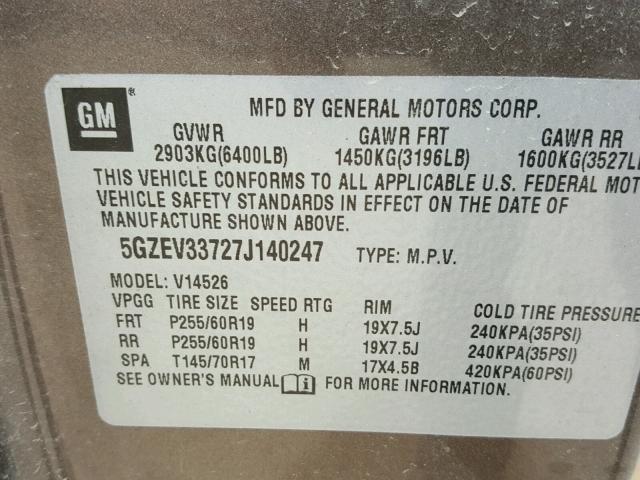 GM ®
MFD BY GENERAL MOTORS CORP.
GVWR GAWR FRT GAWR RR
2903KG(6400LB) 1450KG(3196LB) 1600KG(3527L
THIS VEHICLE CONFORMS TO ALL APPLICABLE U.S. FEDERAL MOT
VEHICLE SAFETY STANDARDS IN EFFECT ON THE DATE OF
MANUFACTURE SHOWN ABOVE.
5GZEV33727J140247 TYPE: M.P.V.
MODEL: V14526
VPGG TIRE SIZE SPEED RTG RIM COLD TIRE PRESSURE
FRT P255/60R19 H 19X7.5J 240KPA(35PSI)
RR P255/60R19 H 19X7.5J 240KPA(35PSI)
SPA T145/70R17 M 17X4.5B 420KPA(60PSI)
SEE OWNER'S MANUAL i FOR MORE INFORMATION.